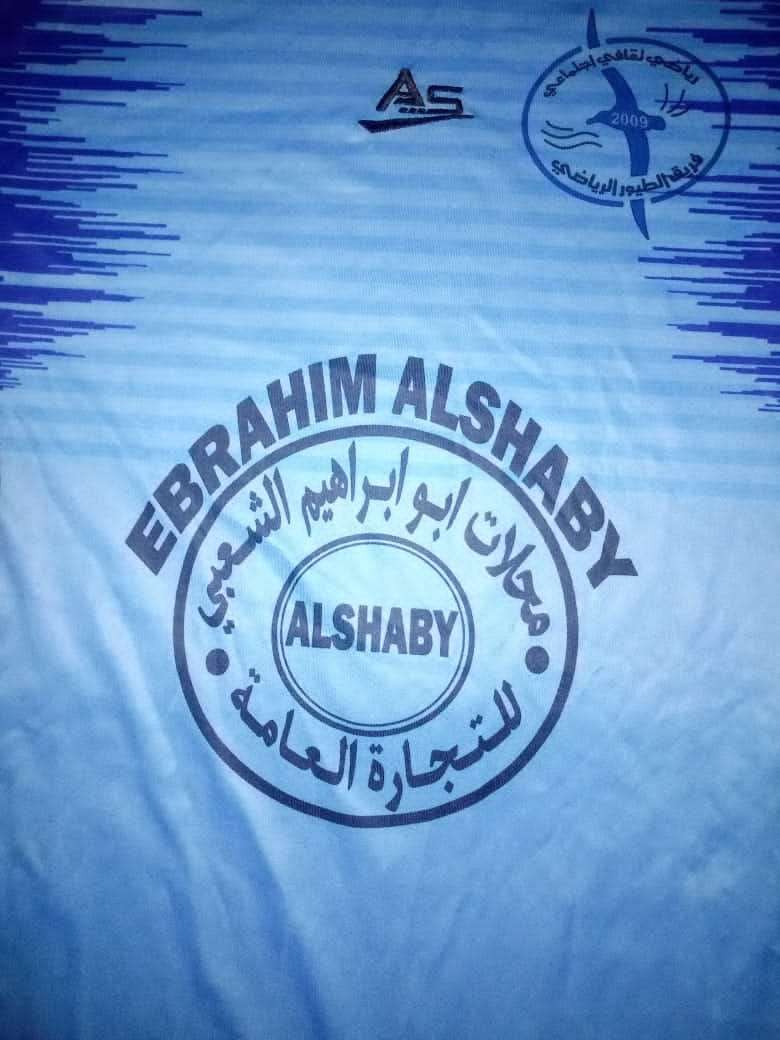 AS
رياضي ثقافي اجتماعي
2009
فريق الطيور الرياضي
EBRAHIM ALSHABY
محلات ابو ابراهيم الشعبي
ALSHABY
للتجارة العامة